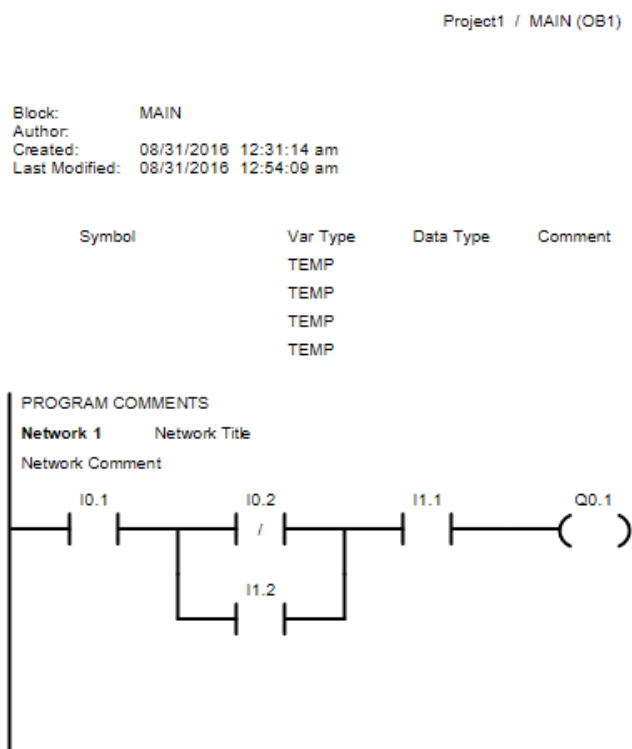 Project1 / MAIN (OB1)
Block: MAIN
Author:
Created: 08/31/2016 12:31:14 am
Last Modified: 08/31/2016 12:54:09 am
Symbol Var Type Data Type Comment
TEMP
TEMP
TEMP
TEMP
PROGRAM COMMENTS
Network 1 Network Title
Network Comment
I0.1 I0.2 I1.1 Q0.1
/
I1.2